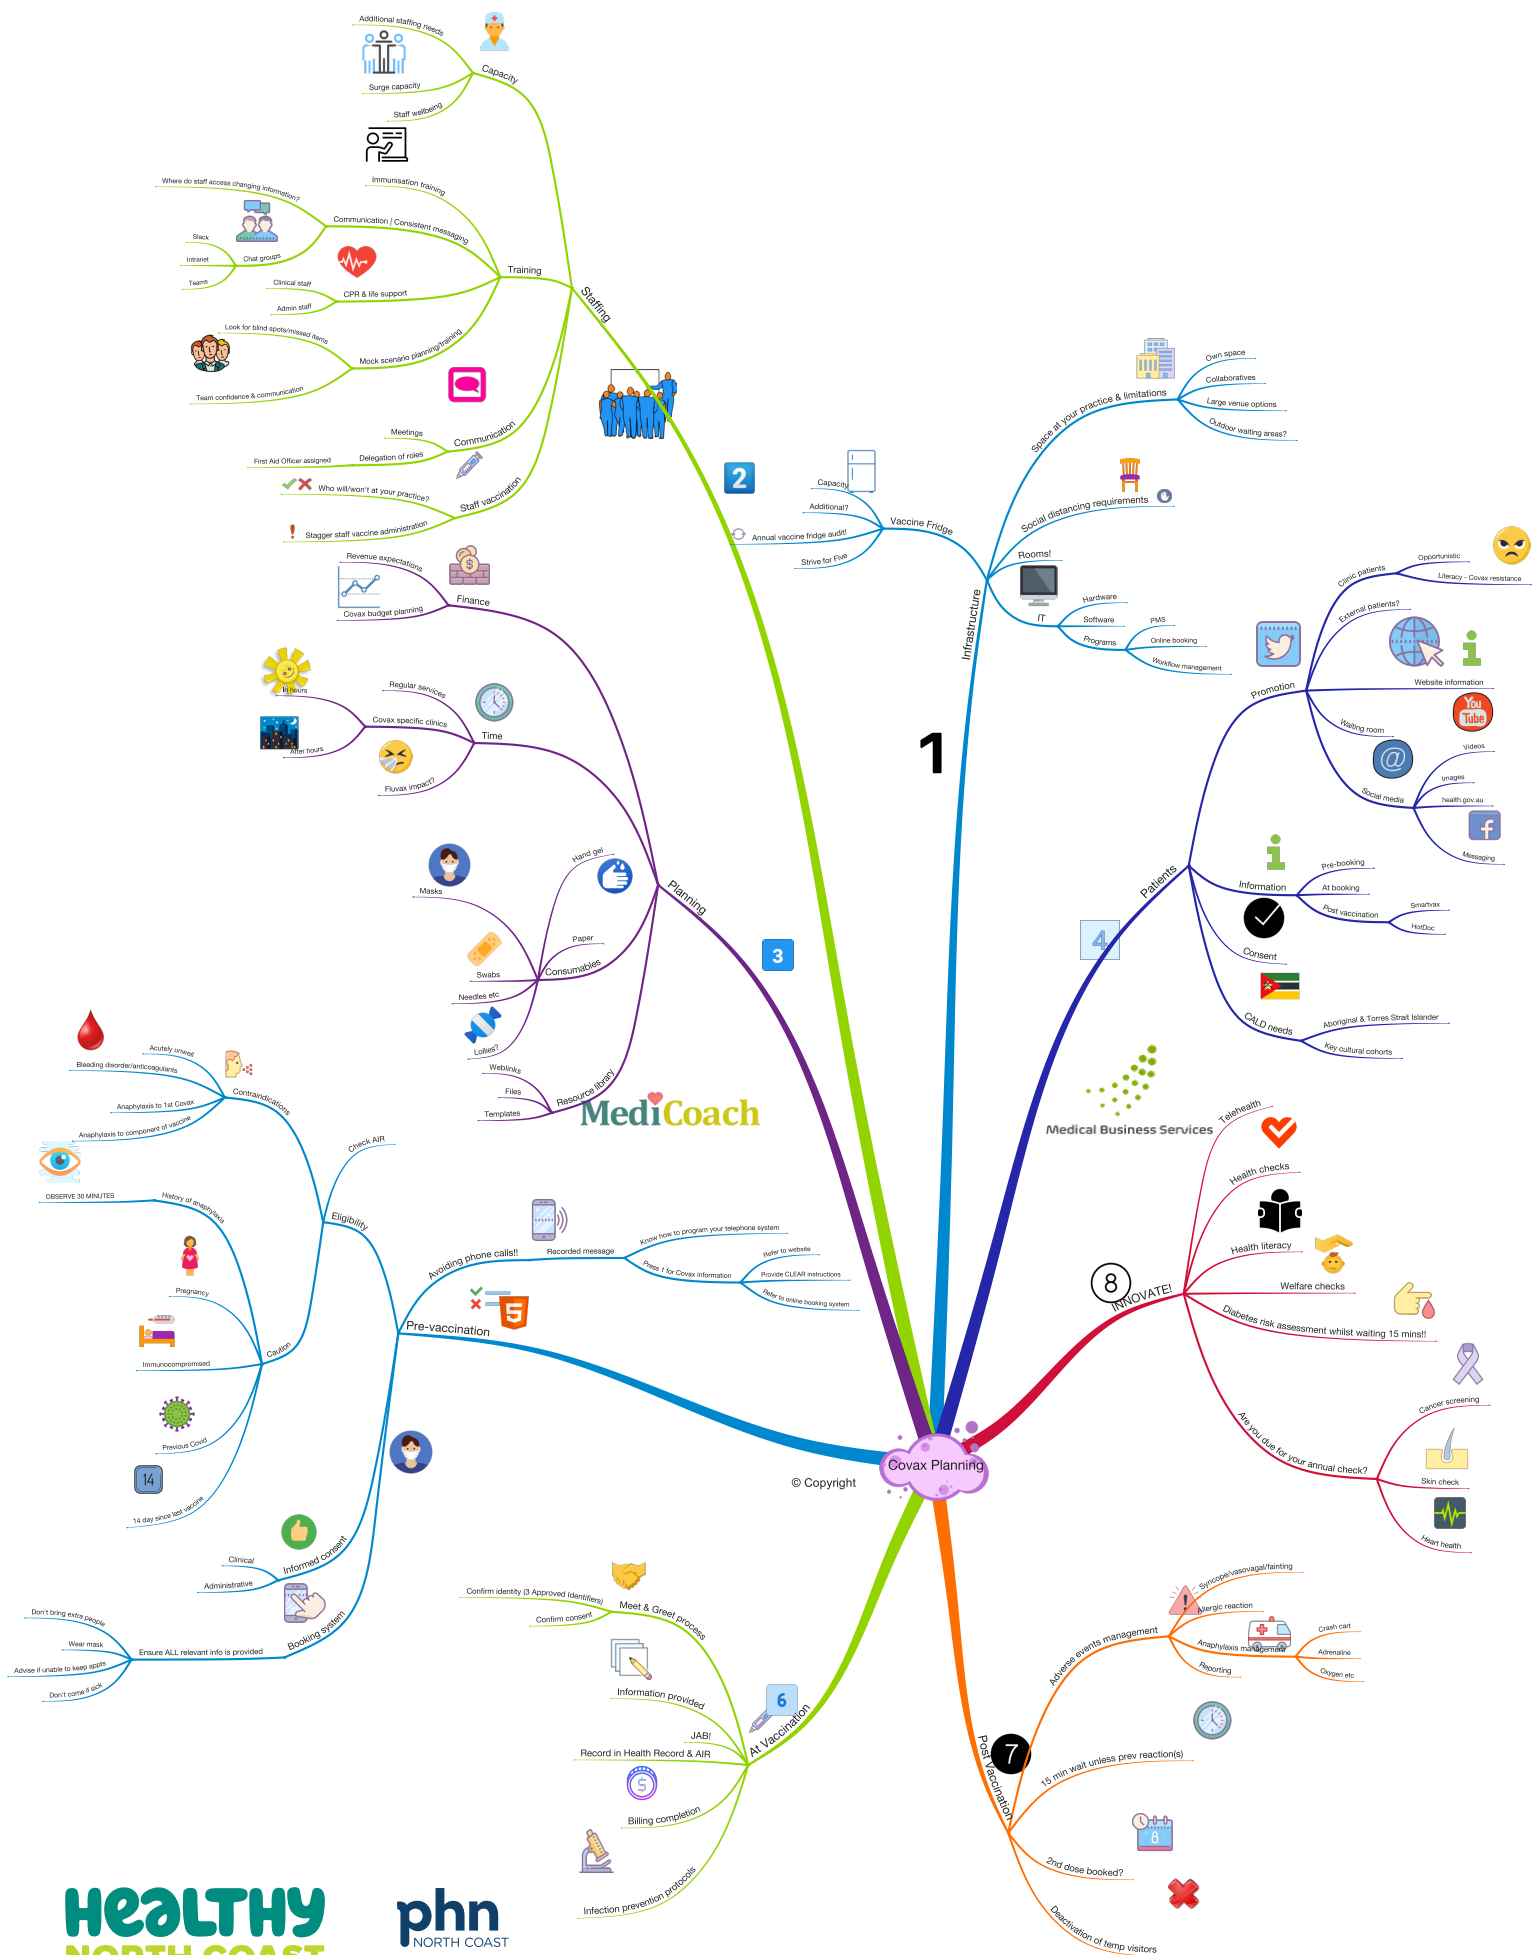 Covax Planning
© Copyright
1
Infrastructure
Space at your practice & limitations
Own space
Collaboratives
Large venue options
Outdoor waiting areas?
Social distancing requirements
Rooms!
IT
Hardware
Software
Programs
PMS
Online booking
Workflow management
Vaccine Fridge
Capacity
Additional?
Annual vaccine fridge audit!
Strive for Five
2
Staffing
Capacity
Additional staffing needs
Surge capacity
Staff wellbeing
Training
Immunisation training
Communication | Consistent messaging
Where do staff access changing information?
Chat groups
Slack
Intranet
Teams
CPR & life support
Clinical staff
Admin staff
Mock scenario planning/training
Look for blind spots/missed items
Team confidence & communication
Communication
Meetings
Delegation of roles
First Aid Officer assigned
Staff vaccination
Who will/won't at your practice?
Stagger staff vaccine administration
3
Planning
Finance
Revenue expectations
Covax budget planning
Time
Regular services
Covax specific clinics
In hours
After hours
Fluvax impact?
Consumables
Hand gel
Masks
Paper
Swabs
Needles etc
Lollies?
Resource library
Weblinks
Files
Templates
MediCoach
4
Patients
Promotion
Clinic patients
Opportunistic
Literacy - Covax resistance
External patients?
Website information
Waiting room
Social media
Videos
Images
health.gov.au
Messaging
You
Tube
@
f
Information
Pre-booking
At booking
Post vaccination
Smartvax
HotDoc
Consent
CALD needs
Aboriginal & Torres Strait Islander
Key cultural cohorts
Medical Business Services
5
Pre-vaccination
Avoiding phone calls!!
Recorded message
Know how to program your telephone system
Press 1 for Covax information
Refer to website
Provide CLEAR instructions
Refer to online booking system
Eligibility
Check AIR
Contraindications
Acutely unwell
Bleeding disorder/anticoagulants
Anaphylaxis to 1st Covax
Anaphylaxis to component of vaccine
Caution
History of anaphylaxis
OBSERVE 30 MINUTES
Pregnancy
Immunocompromised
Previous Covid
14
14 day since last vaccine
Informed consent
Clinical
Administrative
Booking system
Ensure ALL relevant info is provided
Don't bring extra people
Wear mask
Advise if unable to keep appts
Don't come if sick
6
At Vaccination
Meet & Greet process
Confirm identity (3 Approved Identifiers)
Confirm consent
Information provided
JAB!
Record in Health Record & AIR
Billing completion
Infection prevention protocols
7
Post Vaccination
Adverse events management
Syncope/vasovagal/fainting
Allergic reaction
Anaphylaxis management
Crash cart
Adrenaline
Oxygen etc
Reporting
15 min wait unless prev reaction(s)
2nd dose booked?
8
Deactivation of temp visitors
8
INNOVATE!
Telehealth
Health checks
Health literacy
Welfare checks
Diabetes risk assessment whilst waiting 15 mins!!
Are you due for your annual check?
Cancer screening
Skin check
Heart health
HEALTHY
NORTH COAST
phn
NORTH COAST